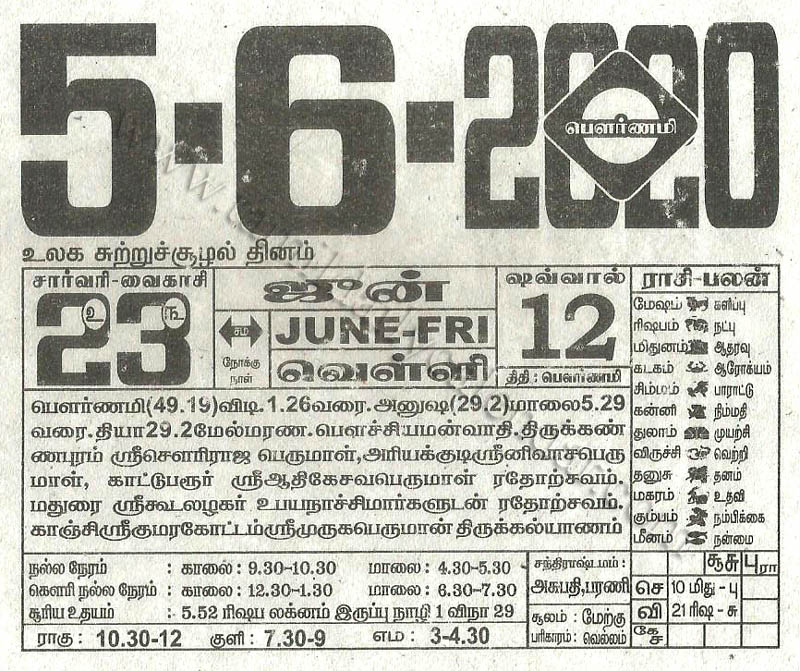 5-6-2020
பௌர்ணமி
உலக சுற்றுச்சூழல் தினம்
சார்வரி-வைகாசி
23
உ ங
ஜுன்
சம
நோக்கு
நாள்
JUNE-FRI
வெள்ளி
ஷவ்வால்
12
திதி : பௌர்ணமி
ராசி-பலன்
மேஷம் களிப்பு
ரிஷபம் நட்பு
மிதுனம் ஆதரவு
கடகம் ஆரோக்யம்
சிம்மம் பாராட்டு
கன்னி நிம்மதி
துலாம் முயற்சி
விருச்சி வெற்றி
தனுசு தனம்
மகரம் உதவி
கும்பம் நம்பிக்கை
மீனம் நன்மை
பௌர்ணமி(49.19)விடி.1.26வரை.அனுஷ(29.2)மாலை5.29
வரை.தியா29.2மேல்மரண.பௌச்சியமன்வாதி.திருக்கண்
ணபுரம் ஸ்ரீசௌரிராஜ பெருமாள்,அரியக்குடிஸ்ரீனிவாசபெரு
மாள், காட்டுபரூர் ஸ்ரீஆதிகேசவபெருமாள் ரதோற்சவம்.
மதுரை ஸ்ரீகூடலழகர் உபயநாச்சிமார்களுடன் ரதோற்சவம்.
காஞ்சிஸ்ரீகுமரகோட்டம்ஸ்ரீமுருகபெருமான் திருக்கல்யாணம்
நல்ல நேரம் : காலை: 9.30-10.30 மாலை: 4.30-5.30
கௌரி நல்ல நேரம் : காலை: 12.30-1.30 மாலை: 6.30-7.30
சூரிய உதயம் : 5.52 ரிஷப லக்னம் இருப்பு நாழி 1 விநா 29
ராகு : 10.30-12 குளி : 7.30-9 எம : 3-4.30
சந்திராஷ்டமம் :
அசுபதி,பரணி
சூலம் : மேற்கு
பரிகாரம் : வெல்லம்
சூசு பு ரா
செ 10 மிது - பு
வி 21 ரிஷ - சு
கே